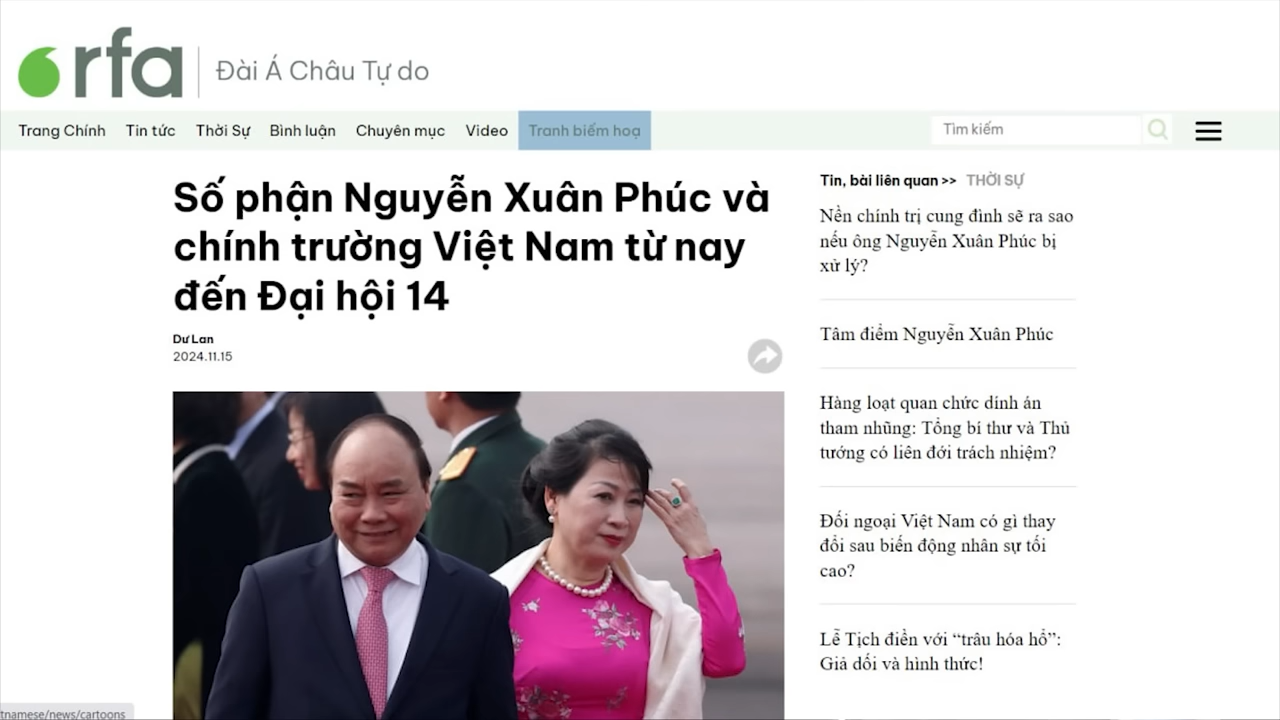 rfa
Đài Á Châu Tự do
Trang Chính
Tin tức
Thời Sự
Bình luận
Chuyên mục
Video
Tranh biếm hoạ
Tìm kiếm
Số phận Nguyễn Xuân Phúc và
chính trường Việt Nam từ nay
đến Đại hội 14
Dư Lan
2024.11.15
Tin, bài liên quan >> THỜI SỰ
Nền chính trị cung đình sẽ ra sao
nếu ông Nguyễn Xuân Phúc bị
xử lý?
Tâm điểm Nguyễn Xuân Phúc
Hàng loạt quan chức dính án
tham nhũng: Tổng bí thư và Thủ
tướng có liên đới trách nhiệm?
Đối ngoại Việt Nam có gì thay
đổi sau biến động nhân sự tối
cao?
Lễ Tịch điền với “trâu hóa hổ”:
Giả dối và hình thức!
tnamese/news/cartoons